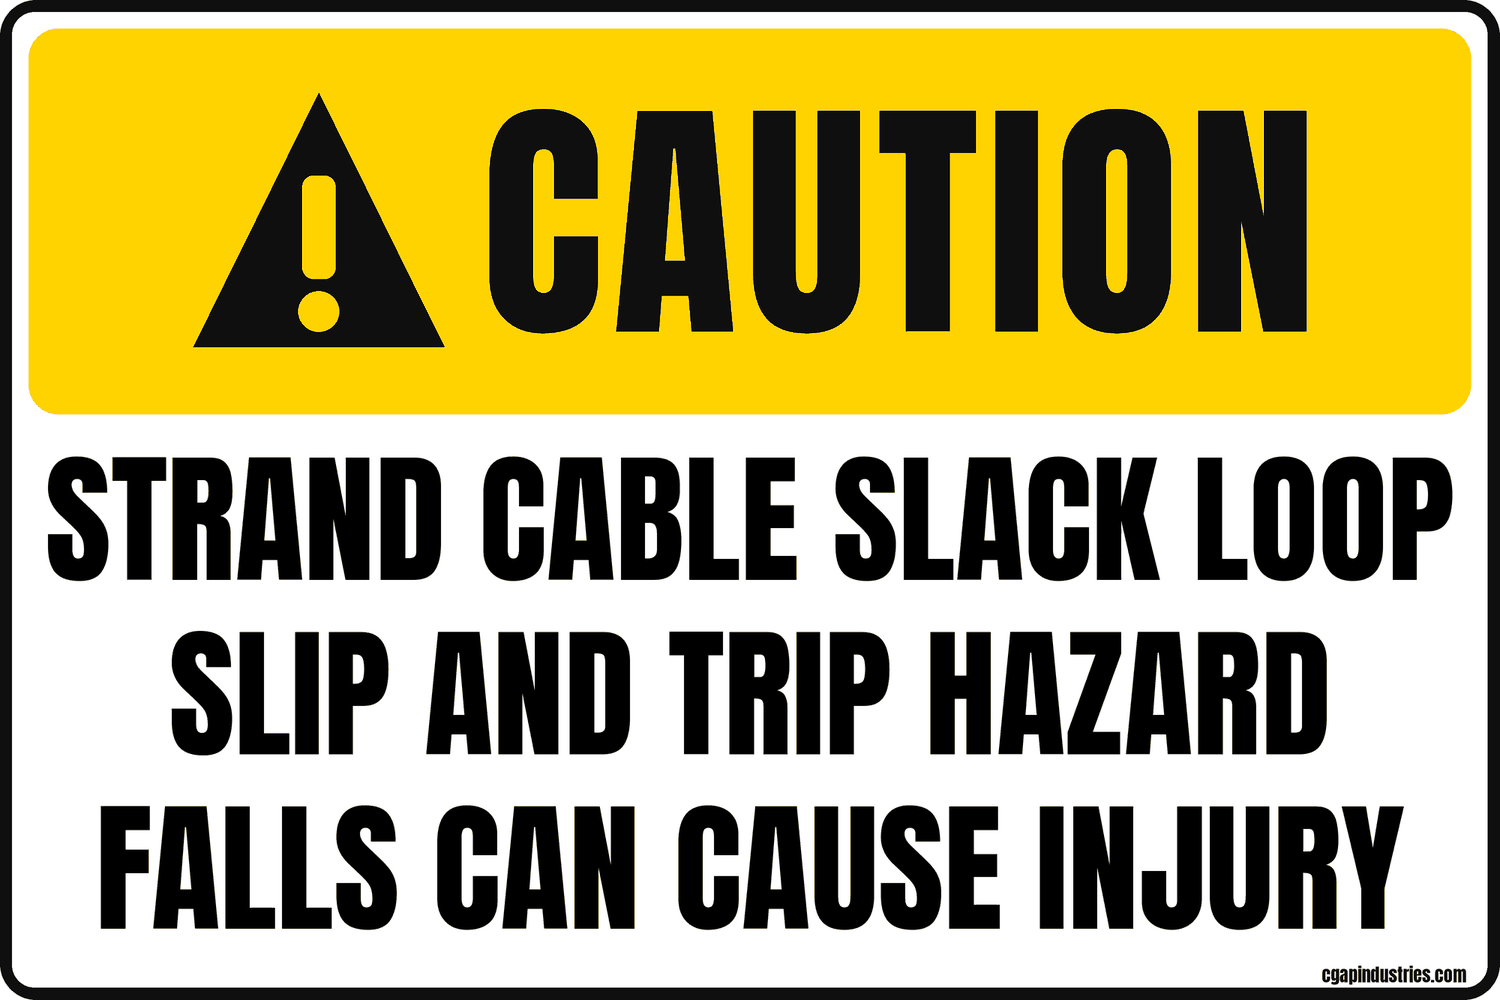 CAUTION
STRAND CABLE SLACK LOOP
SLIP AND TRIP HAZARD
FALLS CAN CAUSE INJURY
cgapindustries.com